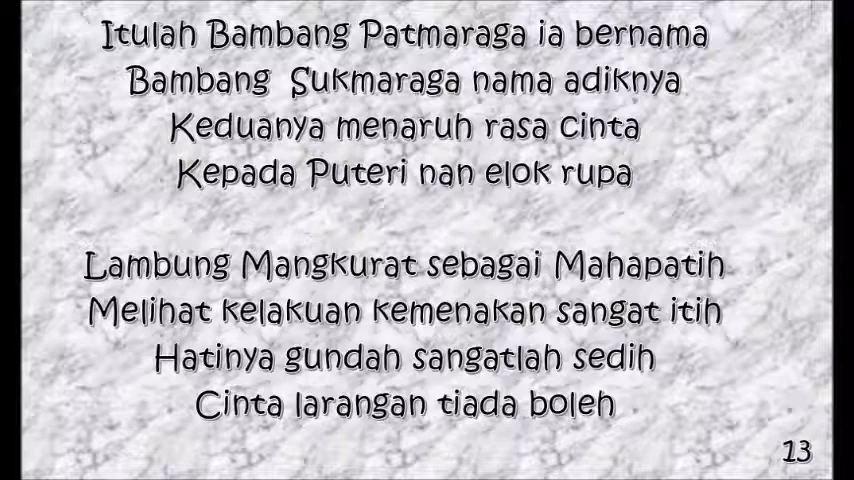 Itulah Bambang Patmaraga ia bernama
Bambang Sukmaraga nama adiknya
Keduanya menaruh rasa cinta
Kepada Puteri nan elok rupa
Lambung Mangkurat sebagai Mahapatih
Melihat kelakuan kemenakan sangat itih
Hatinya gundah sangatlah sedih
Cinta larangan tiada boleh
13